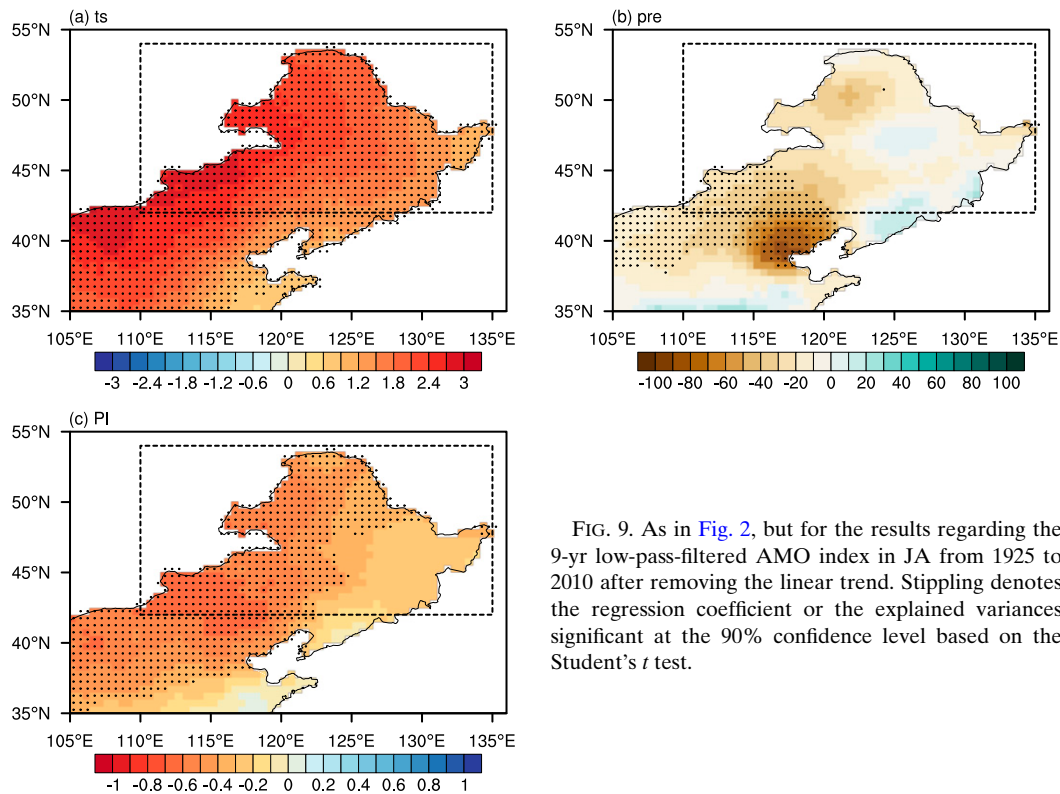 (a) ts
55°N
50°N
45°N
40°N
35°N
105°E 110°E 115°E 120°E 125°E 130°E 135°E
-3 -2.4 -1.8 -1.2 -0.6 0 0.6 1.2 1.8 2.4 3
(b) pre
55°N
50°N
45°N
40°N
35°N
105°E 110°E 115°E 120°E 125°E 130°E 135°E
-100 -80 -60 -40 -20 0 20 40 60 80 100
(c) PI
55°N
50°N
45°N
40°N
35°N
105°E 110°E 115°E 120°E 125°E 130°E 135°E
-1 -0.8 -0.6 -0.4 -0.2 0 0.2 0.4 0.6 0.8 1
FIG. 9. As in Fig. 2, but for the results regarding the
9-yr low-pass-filtered AMO index in JA from 1925 to
2010 after removing the linear trend. Stippling denotes
the regression coefficient or the explained variances
significant at the 90% confidence level based on the
Student's t test.